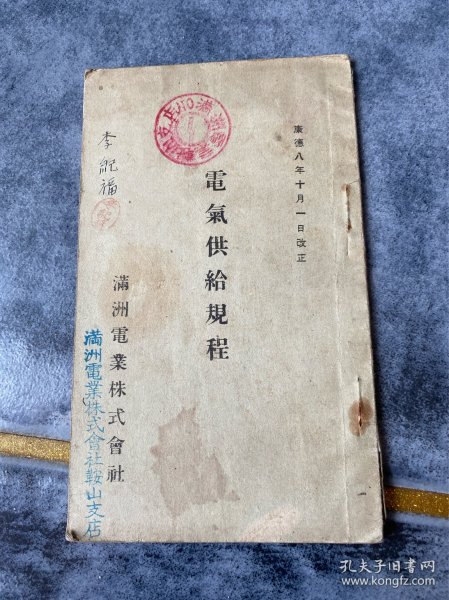 康德八年十月一日改正
電氣供給規程
滿洲電業株式會社
満洲電業株式會社鞍山支店
李紀福
孔夫子旧书网
www.kongfz.com